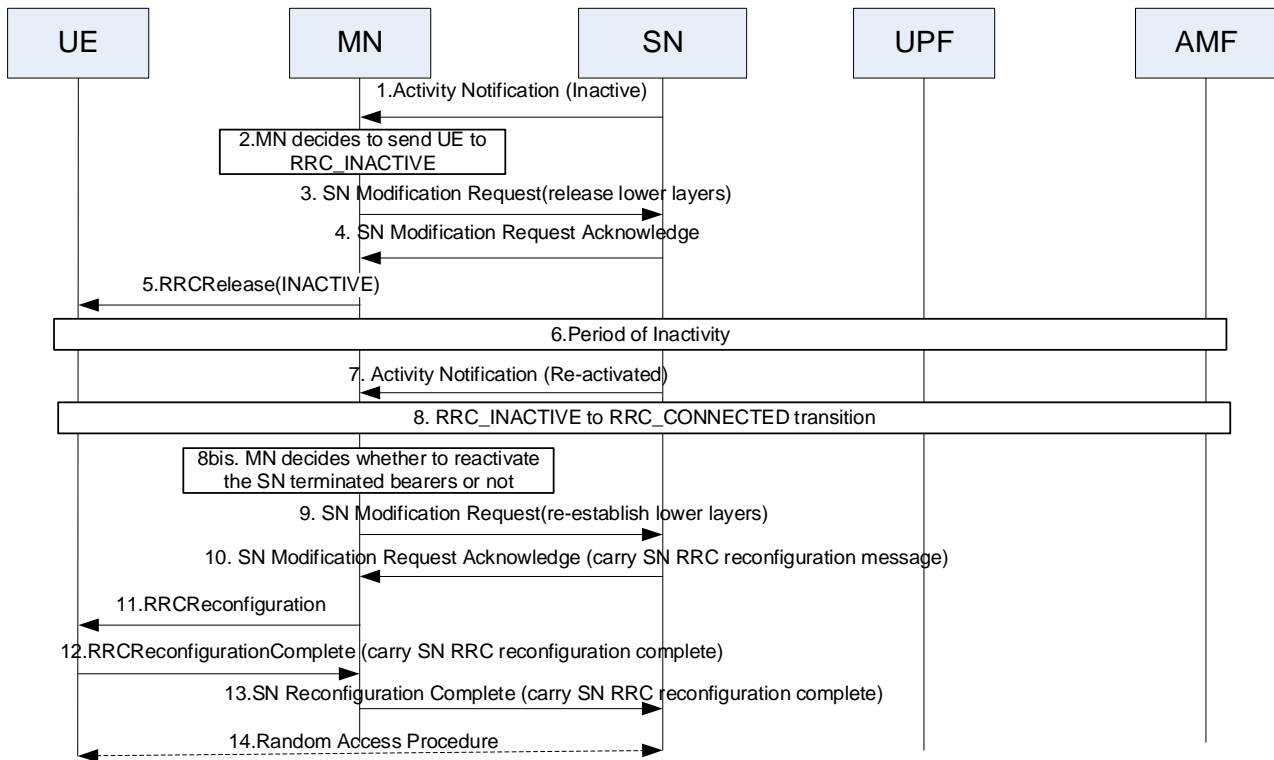 UE
MN
SN
UPF
AMF
1.Activity Notification (Inactive)
2.MN decides to send UE to
RRC_INACTIVE
3. SN Modification Request(release lower layers)
4. SN Modification Request Acknowledge
5.RRCRelease(INACTIVE)
6.Period of Inactivity
7. Activity Notification (Re-activated)
8. RRC_INACTIVE to RRC_CONNECTED transition
8bis. MN decides whether to reactivate
the SN terminated bearers or not
9. SN Modification Request(re-establish lower layers)
10. SN Modification Request Acknowledge (carry SN RRC reconfiguration message)
11.RRCReconfiguration
12.RRCReconfigurationComplete (carry SN RRC reconfiguration complete)
13.SN Reconfiguration Complete (carry SN RRC reconfiguration complete)
14.Random Access Procedure